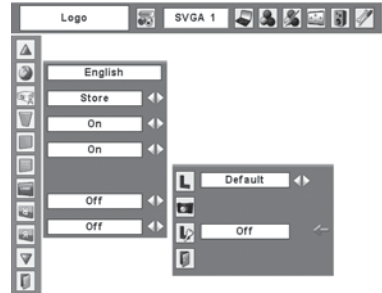 Logo
SVGA 1
English
Store
On
On
Off
Off
Default
Off